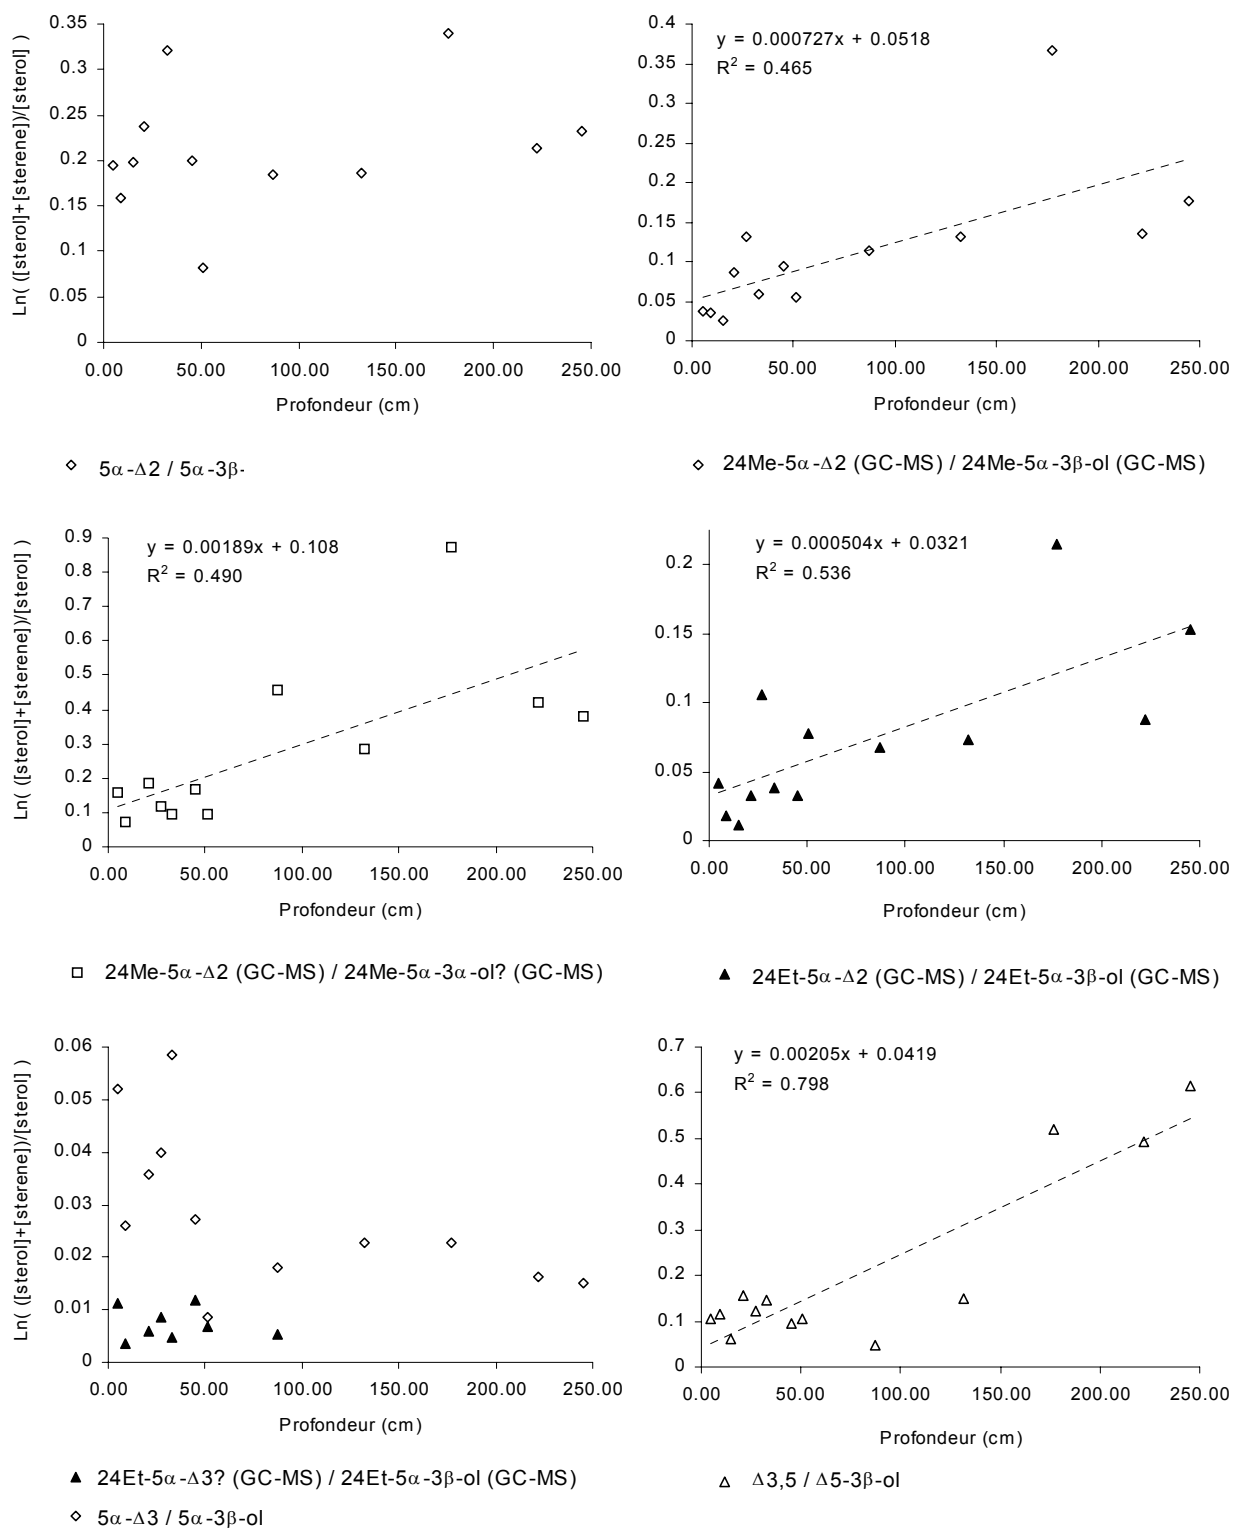 Ln( ([sterol]+[sterene])/[sterol] )
0.35
0.3
0.25
0.2
0.15
0.1
0.05
0
0.00 50.00 100.00 150.00 200.00 250.00
Profondeur (cm)
5α-Δ2 / 5α-3β-
y = 0.000727x + 0.0518
R² = 0.465
0.4
0.35
0.3
0.25
0.2
0.15
0.1
0.05
0
0.00 50.00 100.00 150.00 200.00 250.00
Profondeur (cm)
24Me-5α-Δ2 (GC-MS) / 24Me-5α-3β-ol (GC-MS)
Ln( ([sterol]+[sterene])/[sterol] )
y = 0.00189x + 0.108
R² = 0.490
0.9
0.8
0.7
0.6
0.5
0.4
0.3
0.2
0.1
0
0.00 50.00 100.00 150.00 200.00 250.00
Profondeur (cm)
24Me-5α-Δ2 (GC-MS) / 24Me-5α-3α-ol? (GC-MS)
y = 0.000504x + 0.0321
R² = 0.536
0.2
0.15
0.1
0.05
0
0.00 50.00 100.00 150.00 200.00 250.00
Profondeur (cm)
24Et-5α-Δ2 (GC-MS) / 24Et-5α-3β-ol (GC-MS)
Ln( ([sterol]+[sterene])/[sterol] )
0.06
0.05
0.04
0.03
0.02
0.01
0
0.00 50.00 100.00 150.00 200.00 250.00
Profondeur (cm)
24Et-5α-Δ3? (GC-MS) / 24Et-5α-3β-ol (GC-MS)
5α-Δ3 / 5α-3β-ol
y = 0.00205x + 0.0419
R² = 0.798
0.7
0.6
0.5
0.4
0.3
0.2
0.1
0
0.00 50.00 100.00 150.00 200.00 250.00
Profondeur (cm)
Δ3,5 / Δ5-3β-ol